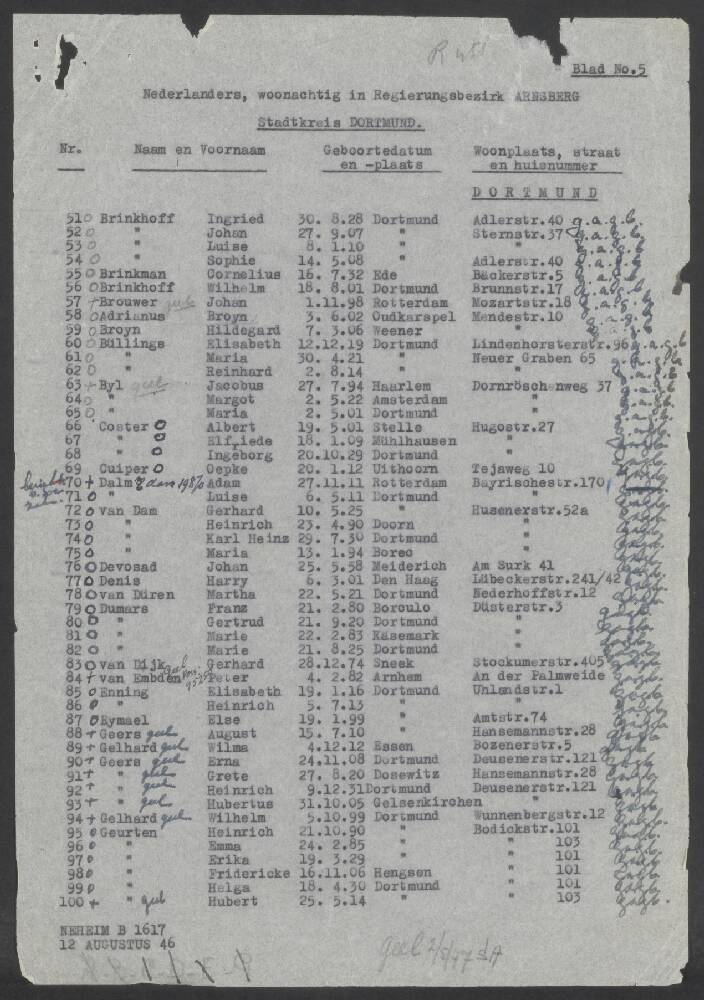 Blad No.5
Nederlanders, woonachtig in Regierungsbezirk ARNSBERG
Stadtkreis DORTMUND.
Nr. Naam en Voornaam Geboortedatum en -plaats Woonplaats, straat en huisnummer
DORTMUND
51 o Brinkhoff Ingried 30. 8.28 Dortmund Adlerstr.40 g.a.g.b.
52 o " Johan 27. 9.07 " Sternstr.37 g.a.g.b.
53 o " Luise 8. 1.10 " " g.a.g.b.
54 o " Sophie 14. 5.08 " Adlerstr.40 g.a.g.b.
55 o Brinkman Cornelius 16. 7.32 Ede Bäckerstr.5 g.a.g.b.
56 o Brinkhoff Wilhelm 18. 8.01 Dortmund Brunnstr.17 g.a.g.b.
57 + Brouwer geb Johan 1.11.98 Rotterdam Mozartstr.18 g.a.g.b.
58 o Adrianus Broyn 3. 6.02 Oudkarspel Mendestr.10 g.a.g.b.
59 o Broyn Hildegard 7. 3.06 Weener " g.a.g.b.
60 o Büllings Elisabeth 12.12.19 Dortmund Lindenhorsterstr.96 g.a.g.b.
61 o " Maria 30. 4.21 " Neuer Graben 65 g.a.g.b.
62 o " Reinhard 2. 8.14 " " g.a.g.b.
63 + Byl geel Jacobus 27. 7.94 Haarlem Dornröschenweg 37 g.a.g.b.
64 o " Margot 2. 5.22 Amsterdam " g.a.g.b.
65 o " Maria 2. 5.01 Dortmund " g.a.g.b.
66 Coster o Albert 19. 5.01 Stelle Hugostr.27
67 " o Elfriede 18. 1.09 Mühlhausen "
68 " o Ingeborg 20.10.29 Dortmund "
69 Cuiper o Oepke 20. 1.12 Uithoorn Tejaweg 10
70 + Dalm Adam 27.11.11 Rotterdam Bayrischestr.170
71 o " Luise 6. 5.11 Dortmund "
72 o van Dam Gerhard 10. 5.25 " Husenerstr.52a
73 o " Heinrich 23. 4.90 Doorn "
74 o " Karl Heinz 29. 7.30 Dortmund "
75 o " Maria 13. 1.94 Borec "
76 o Devosad Johan 25. 5.58 Meiderich Am Surk 41
77 o Denis Harry 6. 3.01 Den Haag Lübeckerstr.241/42
78 o van Düren Martha 22. 5.21 Dortmund Nederhoffstr.12
79 o Dumars Franz 21. 2.80 Borculo Düsterstr.3
80 o " Gertrud 21. 9.20 Dortmund "
81 o " Marie 22. 2.83 Käsemark "
82 o " Marie 21. 8.25 Dortmund "
83 o van Dijk Gerhard 28.12.74 Sneek Stockumerstr.405
84 + van Embden Peter 4. 2.82 Arnhem An der Palmweide
85 o Enning Elisabeth 19. 1.16 Dortmund Uhlandstr.1
86 o " Heinrich 5. 7.13 " "
87 o Eymael Else 19. 1.99 " Amtstr.74
88 + Geers geel August 15. 7.10 " Hansemannstr.28
89 + Gelhard geel Wilma 4.12.12 Essen Bozenerstr.5
90 + Geers geel Erna 24.11.08 Dortmund Deusenerstr.121
91 + " geel Grete 27. 8.20 Dosewitz Hansemannstr.28
92 + " geel Heinrich 9.12.31 Dortmund Deusenerstr.121
93 + " geel Hubertus 31.10.05 Gelsenkirchen "
94 + Gelhard geel Wilhelm 5.10.99 Dortmund Wunnenbergstr.12
95 o Geurten Heinrich 21.10.90 " Bodickstr.101
96 o " Emma 24. 2.85 " " 103
97 o " Erika 19. 3.29 " " 101
98 o " Fridericke 16.11.06 Hengsen " 101
99 o " Helga 18. 4.30 Dortmund " 101
100 + " geel Hubert 25. 5.14 " " 103
NEHEIM B 1617
12 AUGUSTUS 46